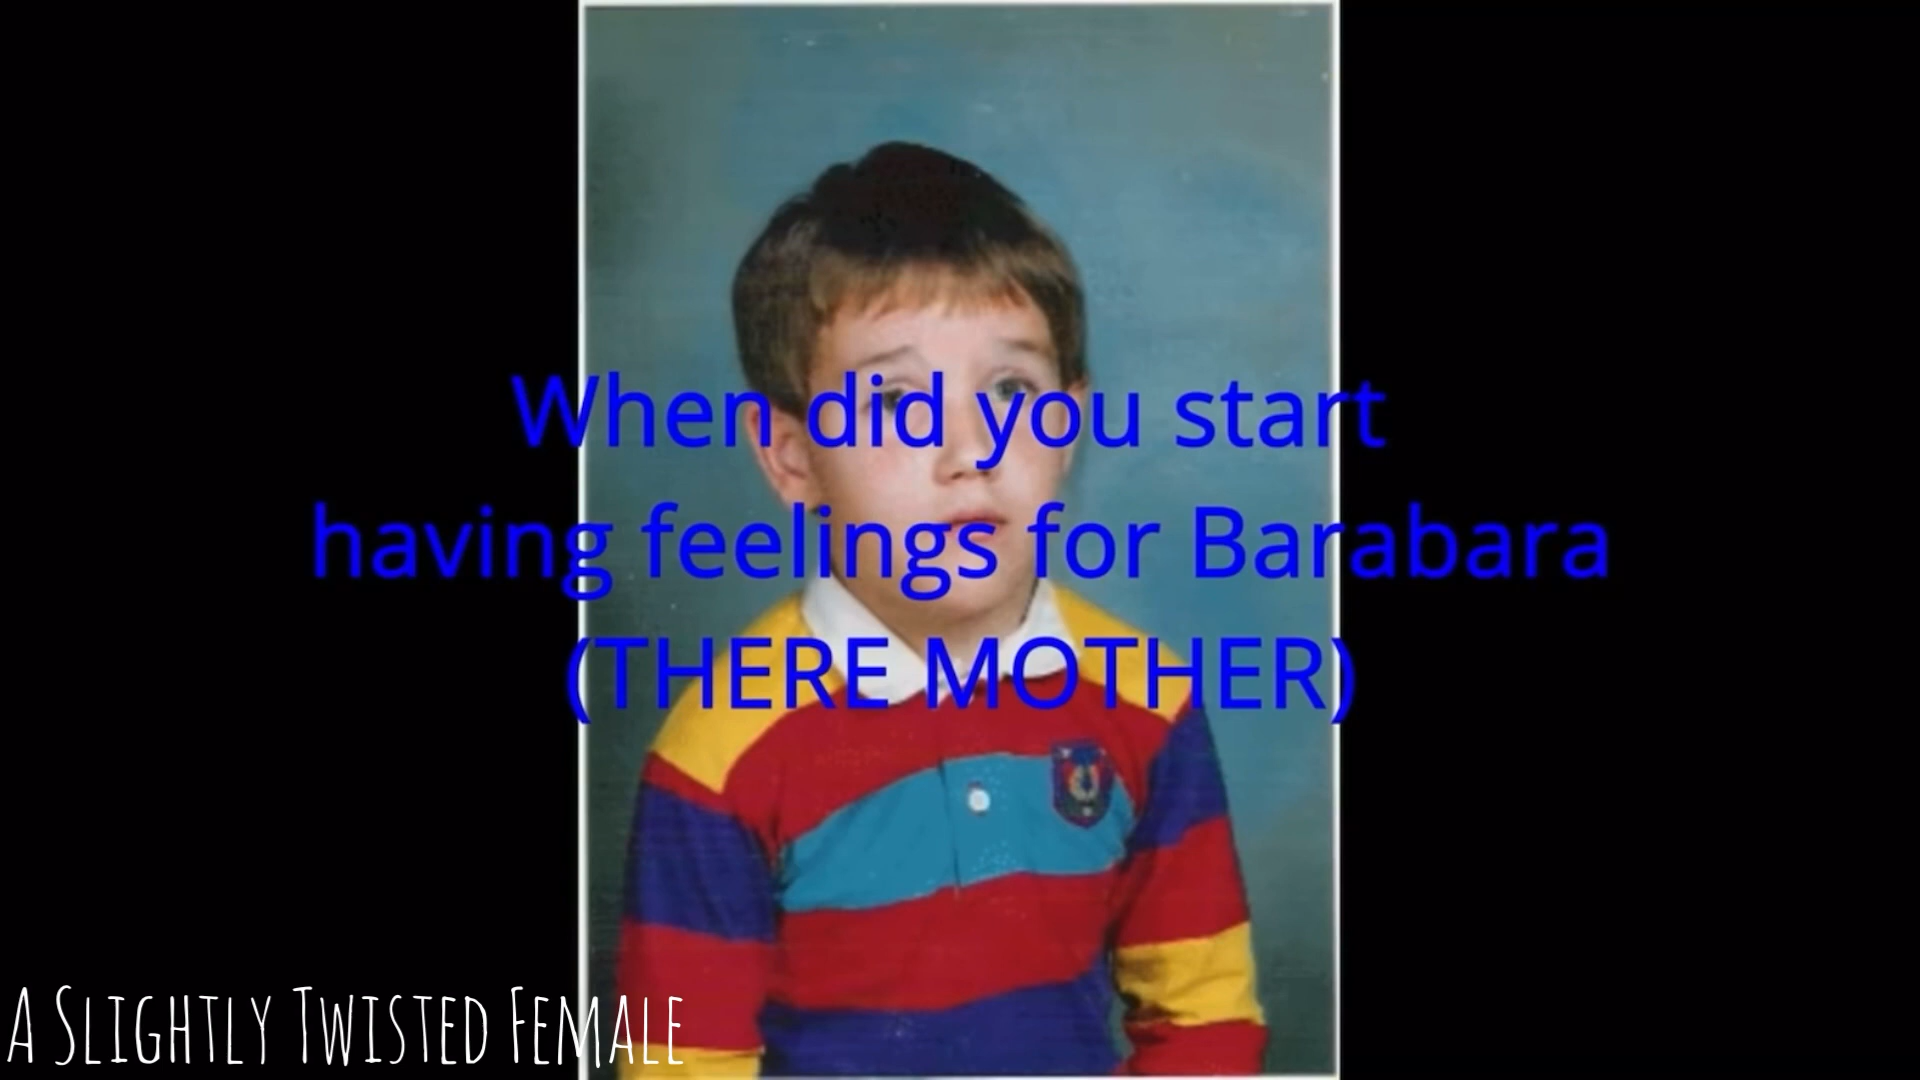 When did you start
having feelings for Barabara
(THERE MOTHER)
A SLIGHTLY TWISTED FEMALE